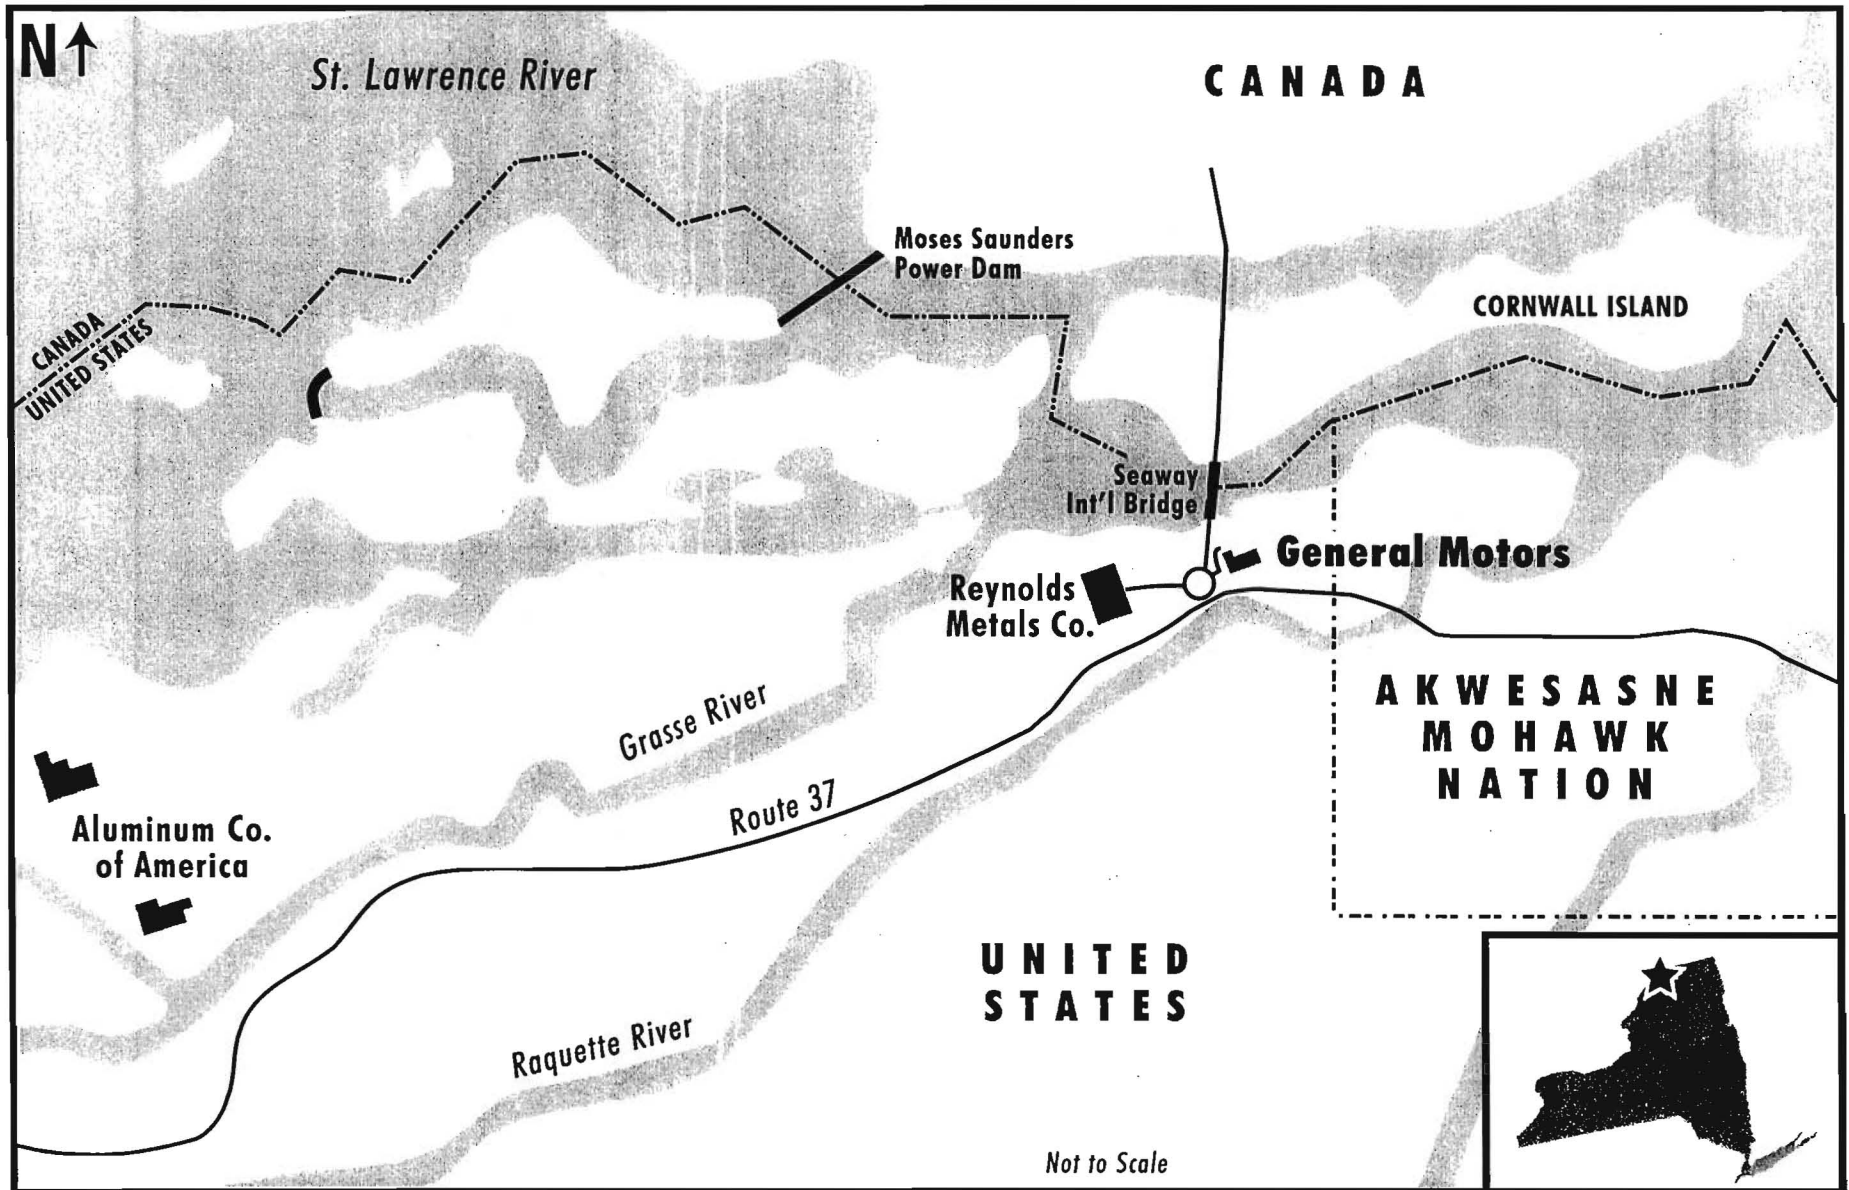 N
St. Lawrence River
CANADA
Moses Saunders
Power Dam
CORNWALL ISLAND
CANADA
UNITED STATES
Seaway
Int'l Bridge
General Motors
Reynolds
Metals Co.
AKWESASNE
MOHAWK
NATION
Grasse River
Route 37
Aluminum Co.
of America
UNITED
STATES
Raquette River
Not to Scale